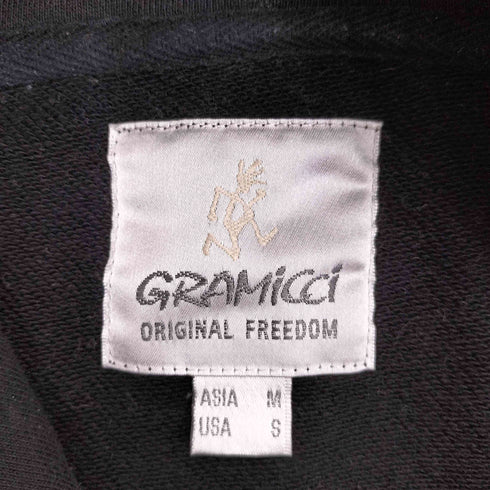 GRAMiCCi
ORIGINAL FREEDOM
ASIA M
USA S